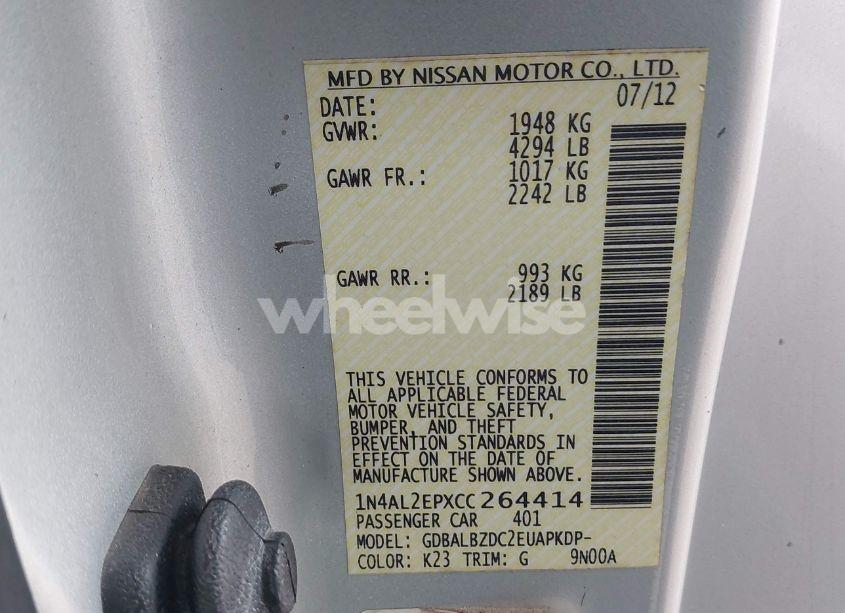 MFD BY NISSAN MOTOR CO., LTD.
DATE: 07/12
GVWR: 1948 KG
4294 LB
GAWR FR.: 1017 KG
2242 LB
GAWR RR.: 993 KG
2189 LB
wheelwise
THIS VEHICLE CONFORMS TO
ALL APPLICABLE FEDERAL
MOTOR VEHICLE SAFETY,
BUMPER, AND THEFT
PREVENTION STANDARDS IN
EFFECT ON THE DATE OF
MANUFACTURE SHOWN ABOVE.
1N4AL2EPXCC264414
PASSENGER CAR 401
MODEL: GDBALBZDC2EUAPKDP-
COLOR: K23 TRIM: G 9N00A